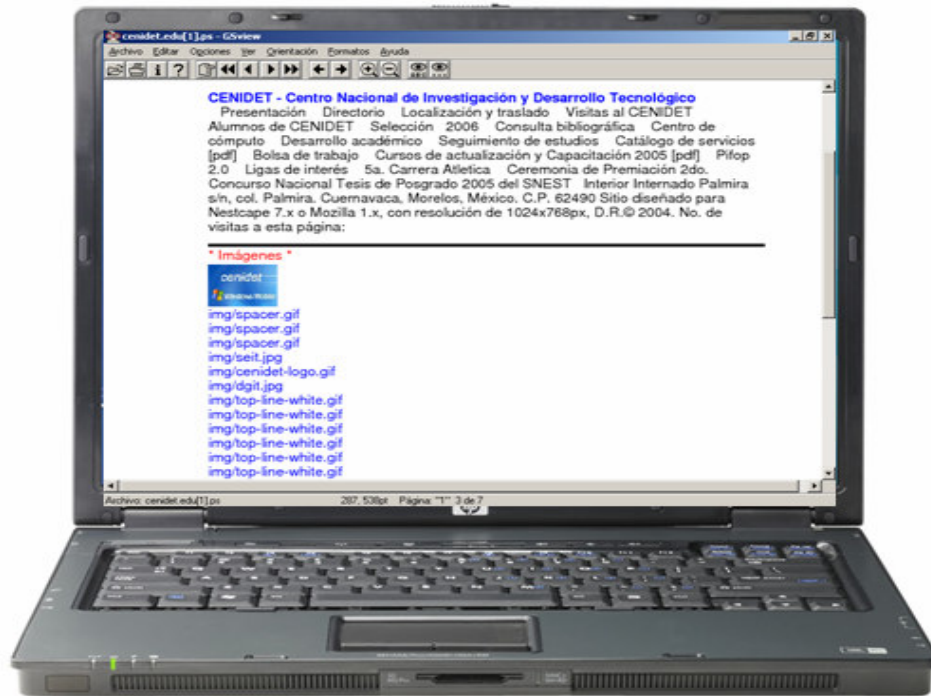 cenidet.edu[1].ps - GSview
Archivo Editar Opciones Ver Orientación Formatos Ayuda
CENIDET - Centro Nacional de Investigación y Desarrollo Tecnológico
Presentación Directorio Localización y traslado Visitas al CENIDET
Alumnos de CENIDET Selección 2006 Consulta bibliográfica Centro de
cómputo Desarrollo académico Seguimiento de estudios Catálogo de servicios
[pdf] Bolsa de trabajo Cursos de actualización y Capacitación 2005 [pdf] Pifop
2.0 Ligas de interés 5a. Carrera Atletica Ceremonia de Premiación 2do.
Concurso Nacional Tesis de Posgrado 2005 del SNEST Interior Internado Palmira
s/n, col. Palmira. Cuernavaca, Morelos, México. C.P. 62490 Sitio diseñado para
Nestcape 7.x o Mozilla 1.x, con resolución de 1024x768px, D.R.© 2004. No. de
visitas a esta página:
* Imágenes *
cenidet
img/spacer.gif
img/spacer.gif
img/spacer.gif
img/seit.jpg
img/cenidet-logo.gif
img/dgit.jpg
img/top-line-white.gif
img/top-line-white.gif
img/top-line-white.gif
img/top-line-white.gif
img/top-line-white.gif
img/top-line-white.gif
Archivo: cenidet.edu[1].ps 287, 538pt Página: "1" 3 de 7
hp